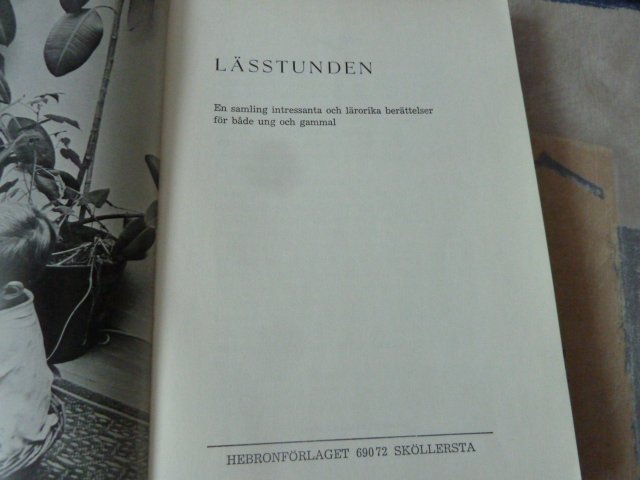 LÄSSTUNDEN
En samling intressanta och lärorika berättelser
för både ung och gammal
HEBRONFÖRLAGET 69072 SKÖLLERSTA